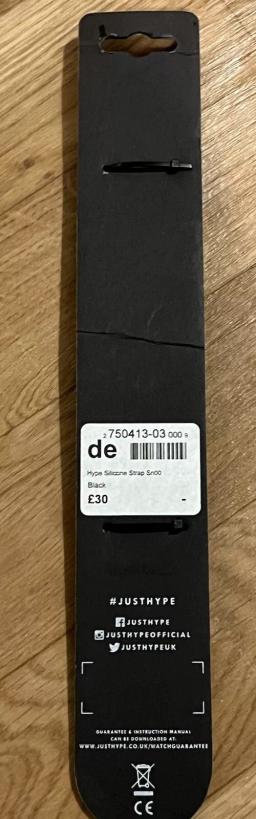 2 750413-03 000 9
de
Hype Silicone Strap Sn00
Black
£30 -
#JUSTHYPE
JUSTHYPE
JUSTHYPEOFFICIAL
JUSTHYPEUK
GUARANTEE & INSTRUCTION MANUAL
CAN BE DOWNLOADED AT:
WWW.JUSTHYPE.CO.UK/WATCHGUARANTEE
CE